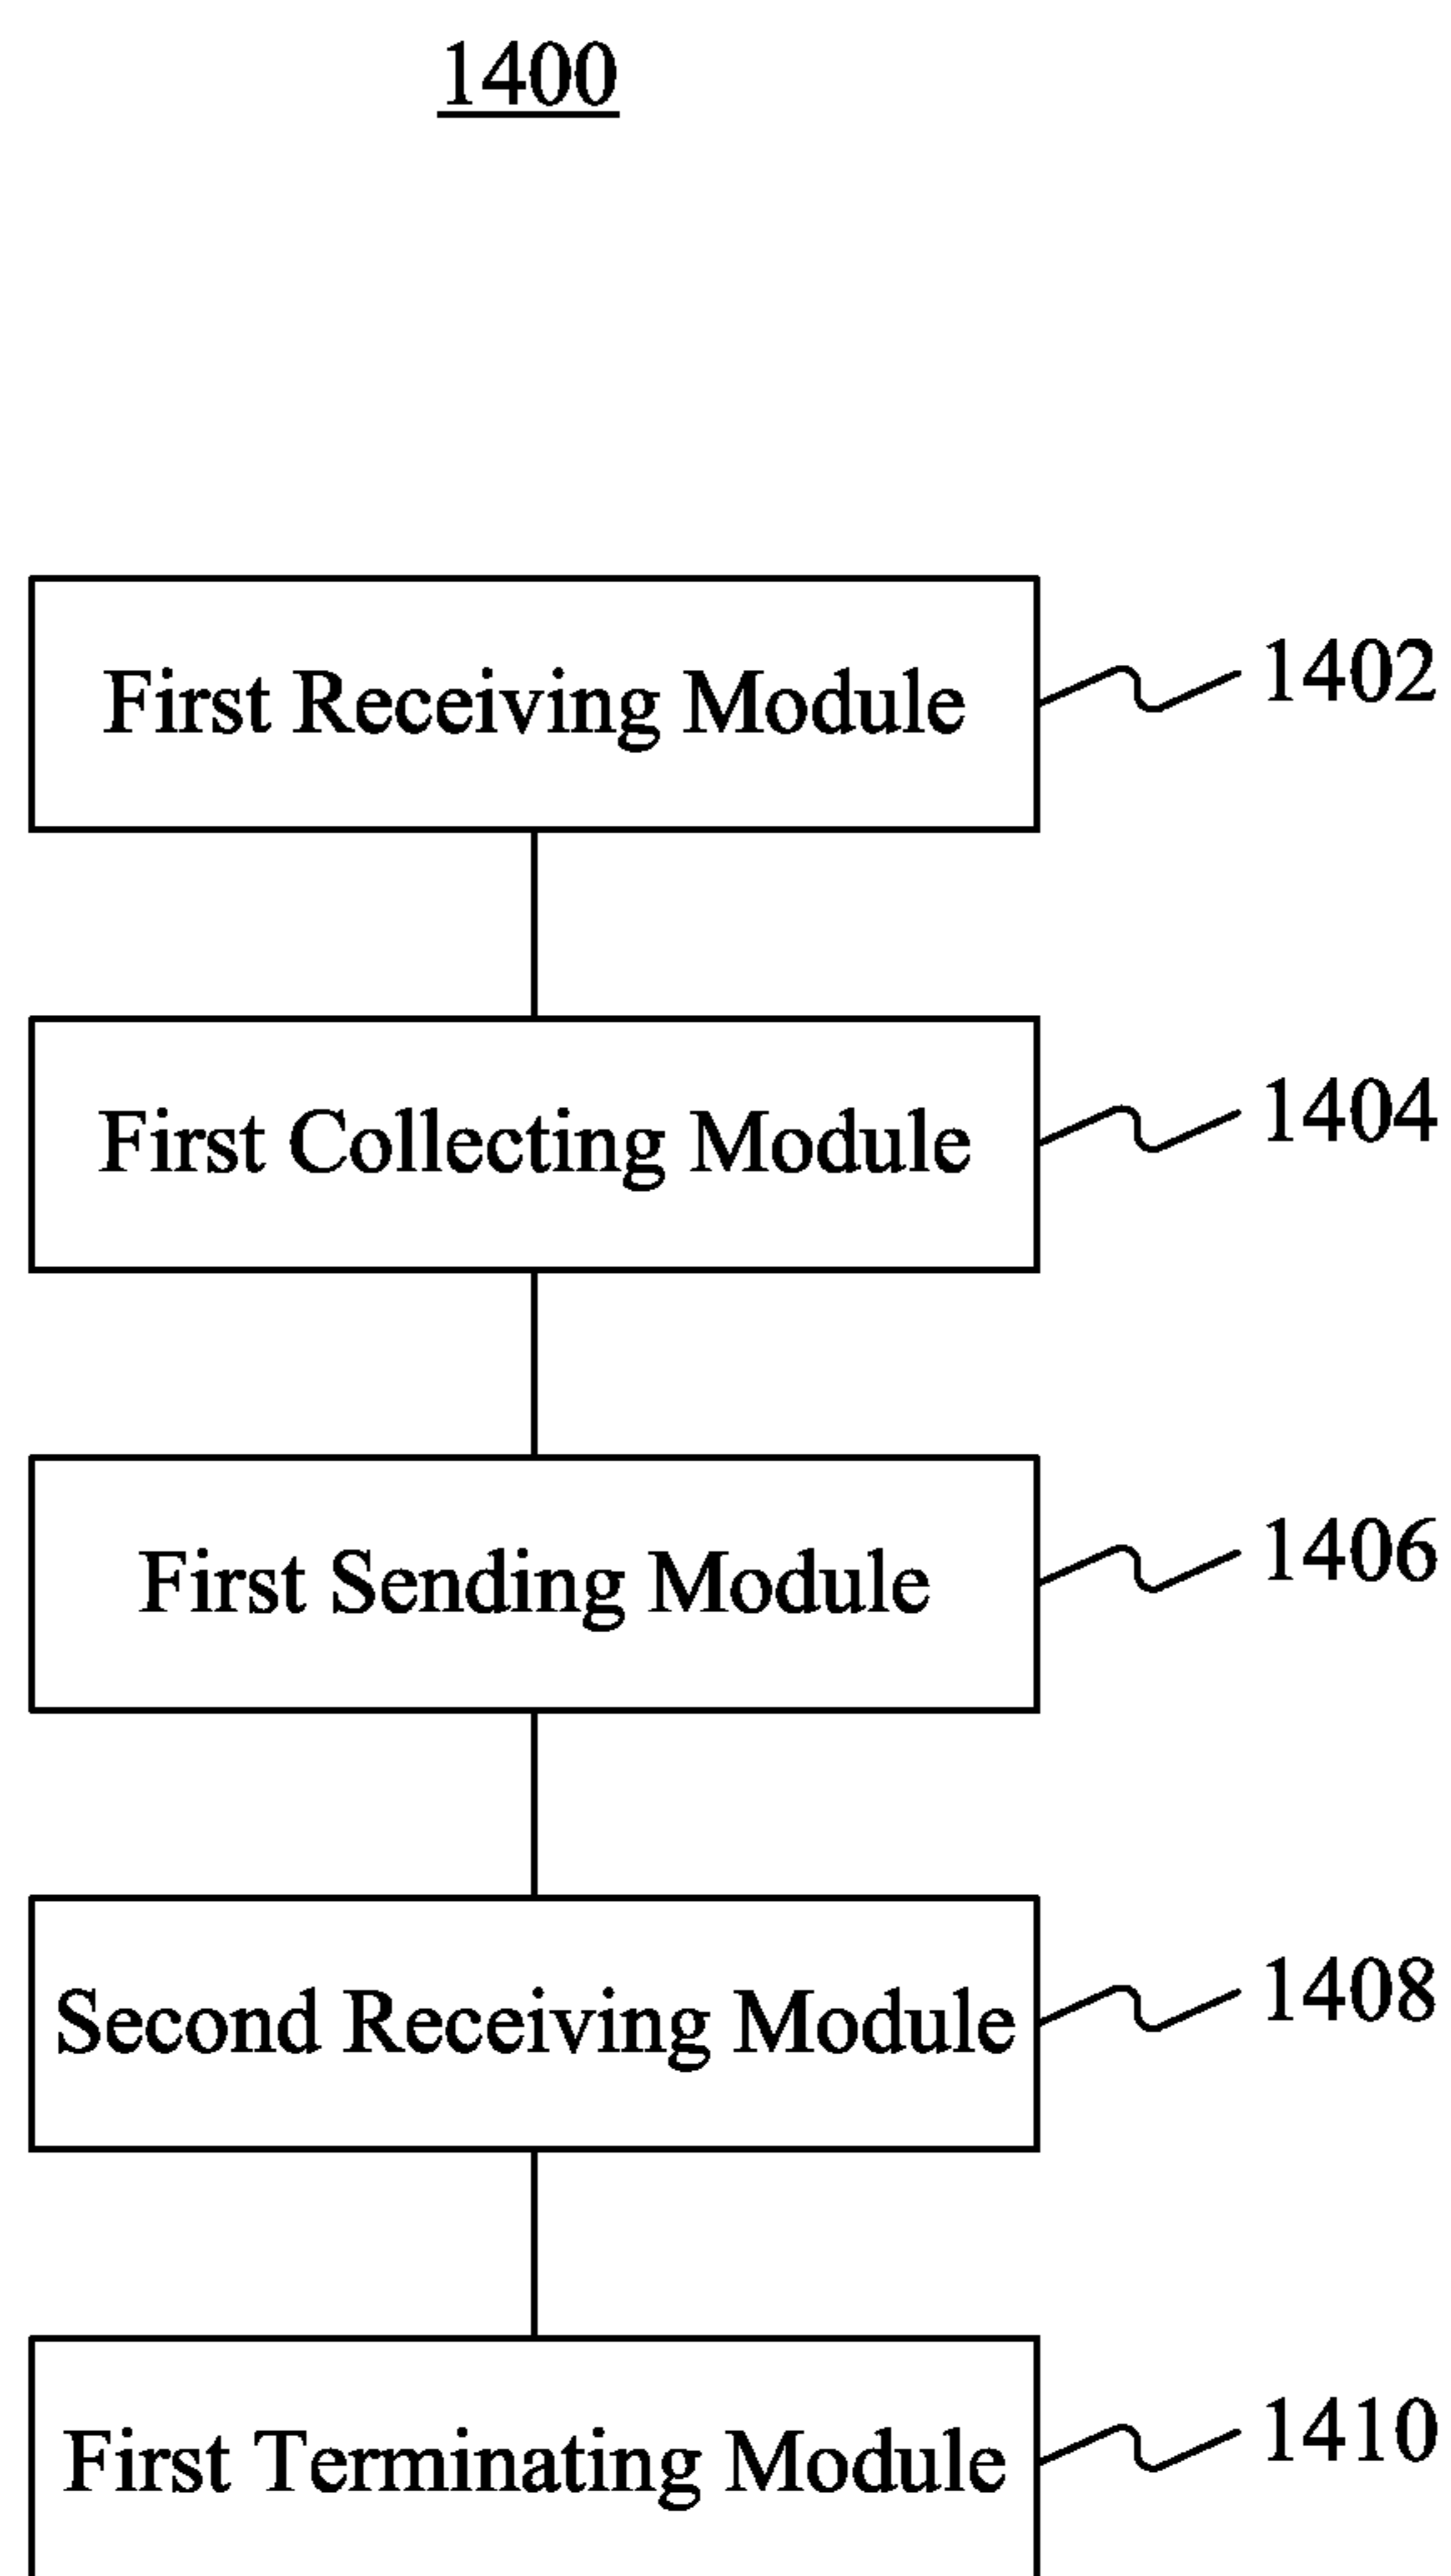 1400
First Receiving Module
1402
First Collecting Module
1404
First Sending Module
1406
Second Receiving Module
1408
First Terminating Module
1410